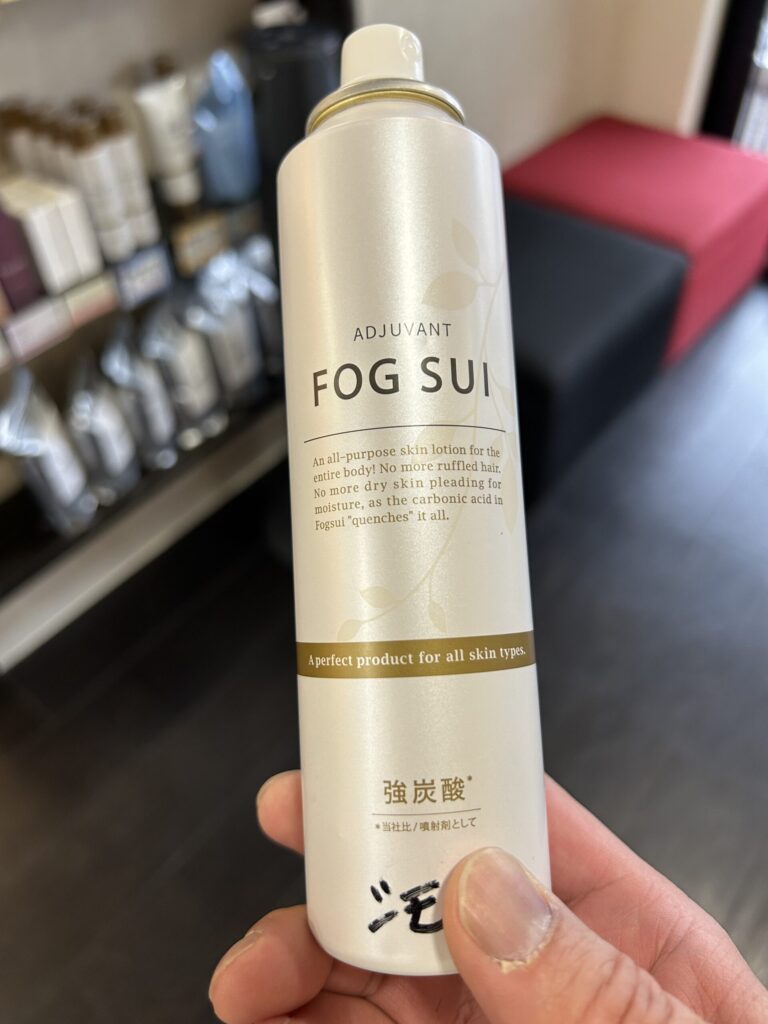 ADJUVANT
FOG SUI
An all-purpose skin lotion for the
entire body! No more ruffled hair.
No more dry skin pleading for
moisture, as the carbonic acid in
Fogsui "quenches" it all.
A perfect product for all skin types.
強炭酸*
*当社比/噴射剤として